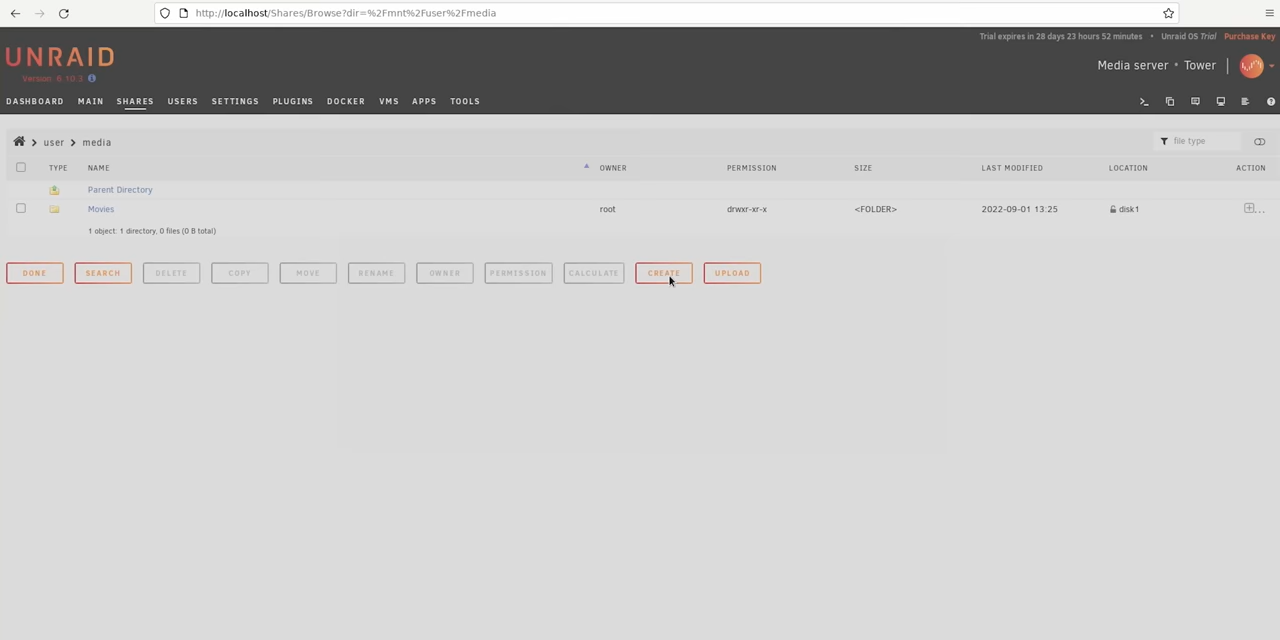 http://localhost/Shares/Browse?dir=%2Fmnt%2Fuser%2Fmedia
Trial expires in 28 days 23 hours 52 minutes • Unraid OS Trial Purchase Key
UNRAID
Version 6.10.3
Media server • Tower
DASHBOARD MAIN SHARES USERS SETTINGS PLUGINS DOCKER VMS APPS TOOLS
user media
file type
TYPE NAME OWNER PERMISSION SIZE LAST MODIFIED LOCATION ACTION
Parent Directory
Movies root drwxr-xr-x <FOLDER> 2022-09-01 13:25 disk1 ...
1 object: 1 directory, 0 files (0 B total)
DONE SEARCH DELETE COPY MOVE RENAME OWNER PERMISSION CALCULATE CREATE UPLOAD